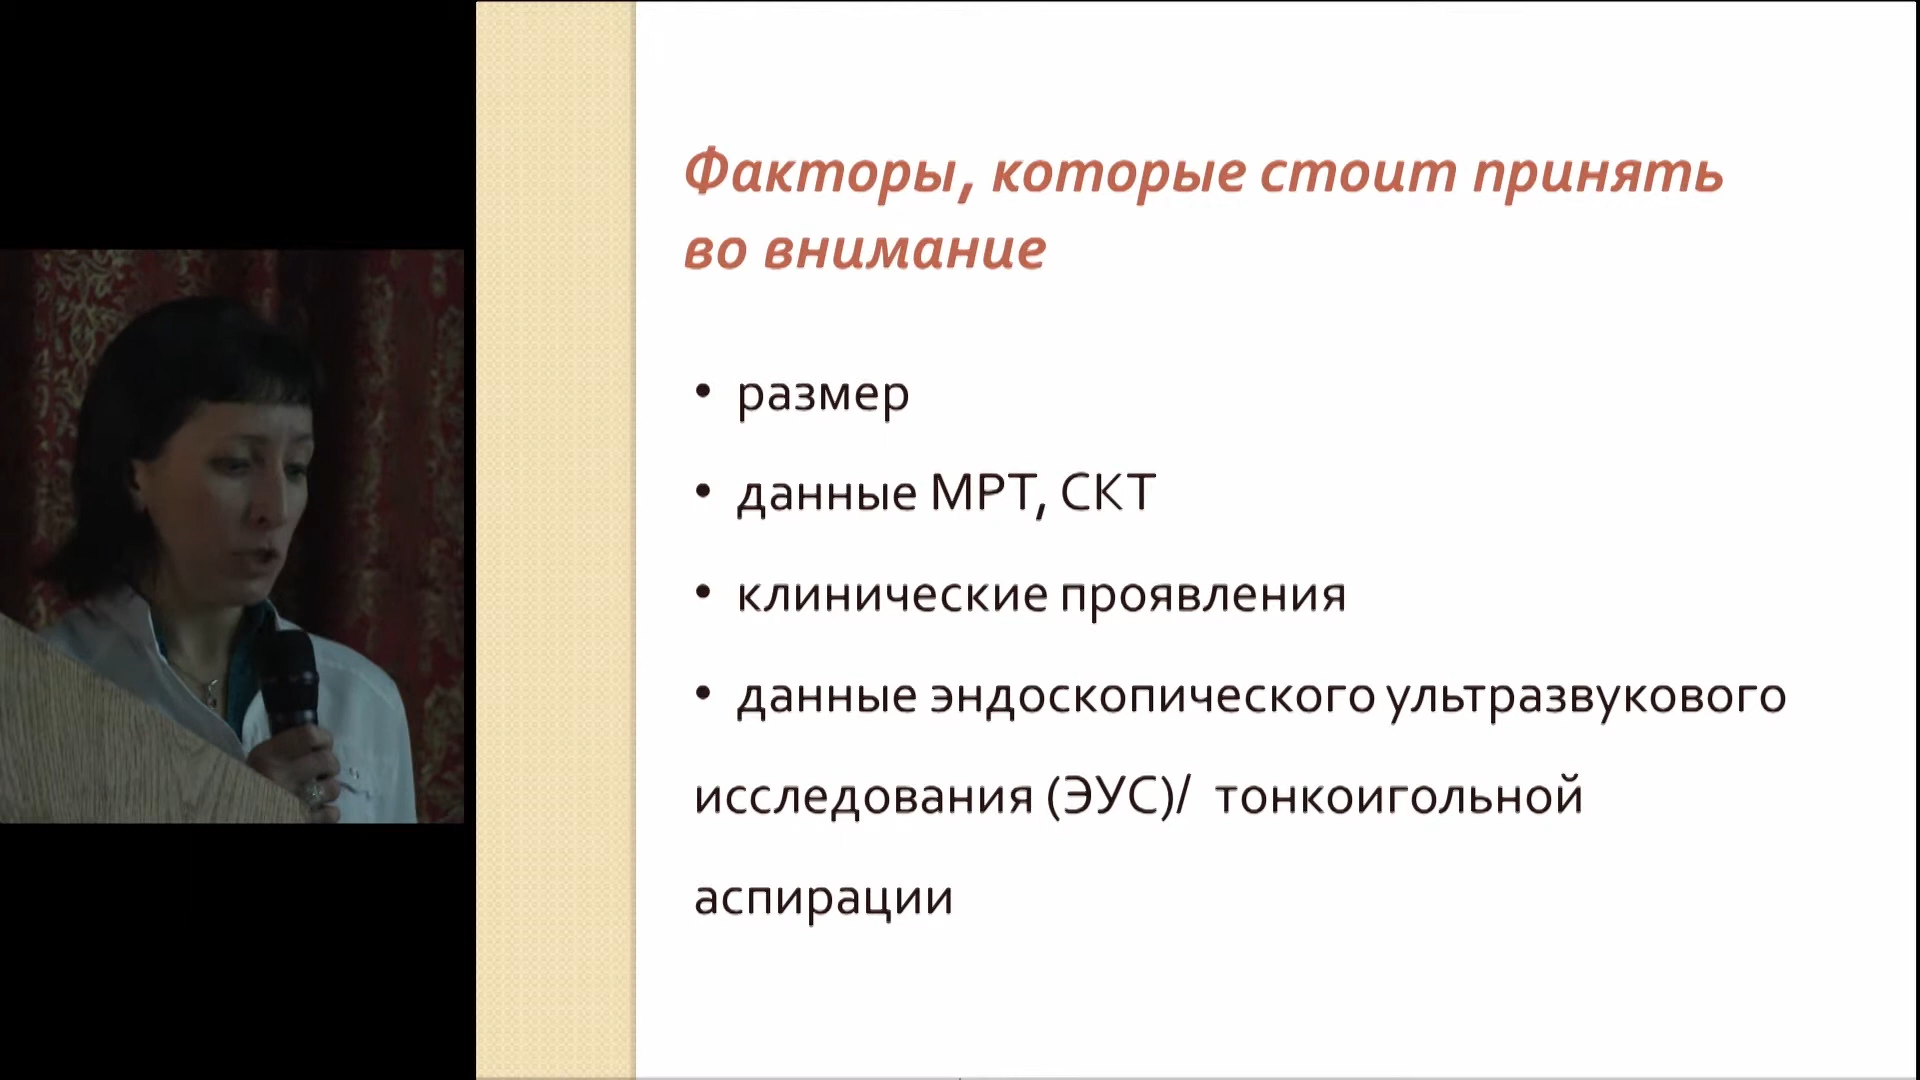 Факторы, которые стоит принять
во внимание
• размер
• данные МРТ, СКТ
• клинические проявления
• данные эндоскопического ультразвукового
исследования (ЭУС)/ тонкоигольной
аспирации